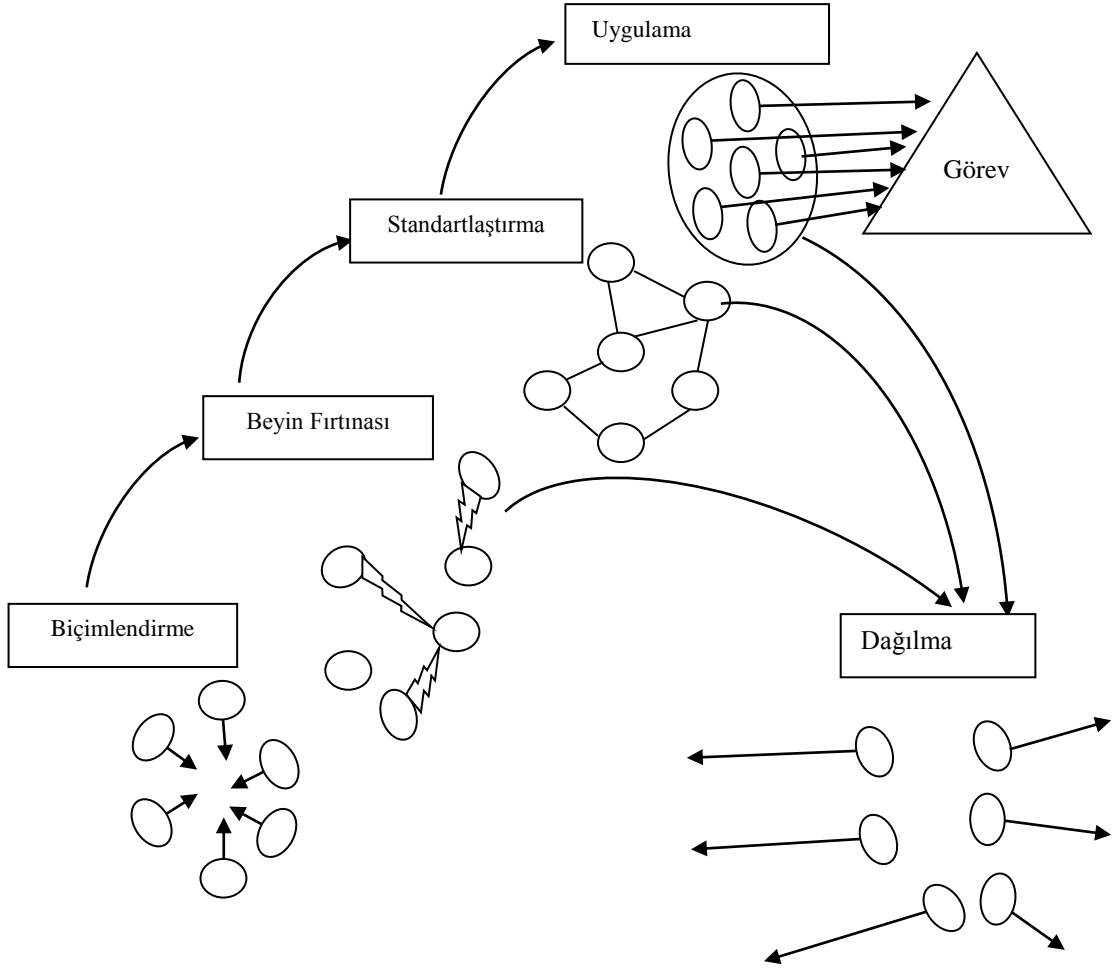 Uygulama
Görev
Standartlaştırma
Beyin Fırtınası
Biçimlendirme
Dağılma